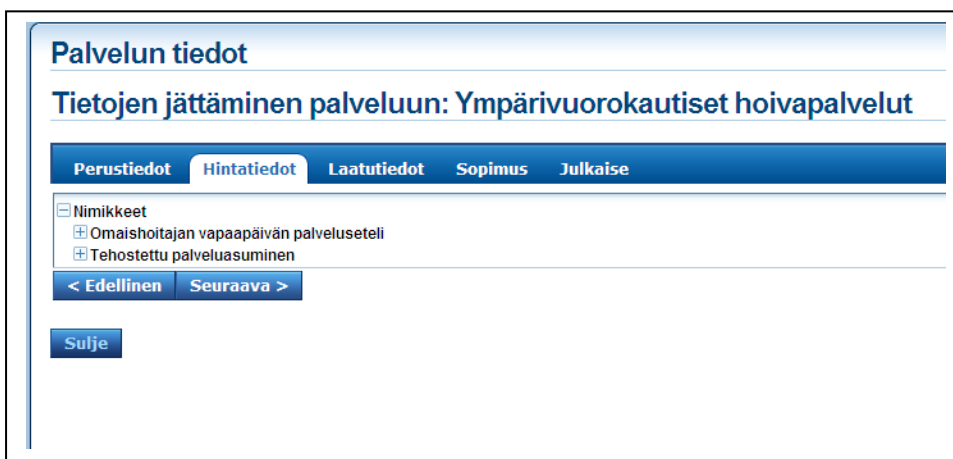 Palvelun tiedot
Tietojen jättäminen palveluun: Ympärivuorokautiset hoivapalvelut
Perustiedot Hintatiedot Laatutiedot Sopimus Julkaise
Nimikkeet
Omaishoitajan vapaapäivän palveluseteli
Tehostettu palveluasuminen
< Edellinen Seuraava >
Sulje